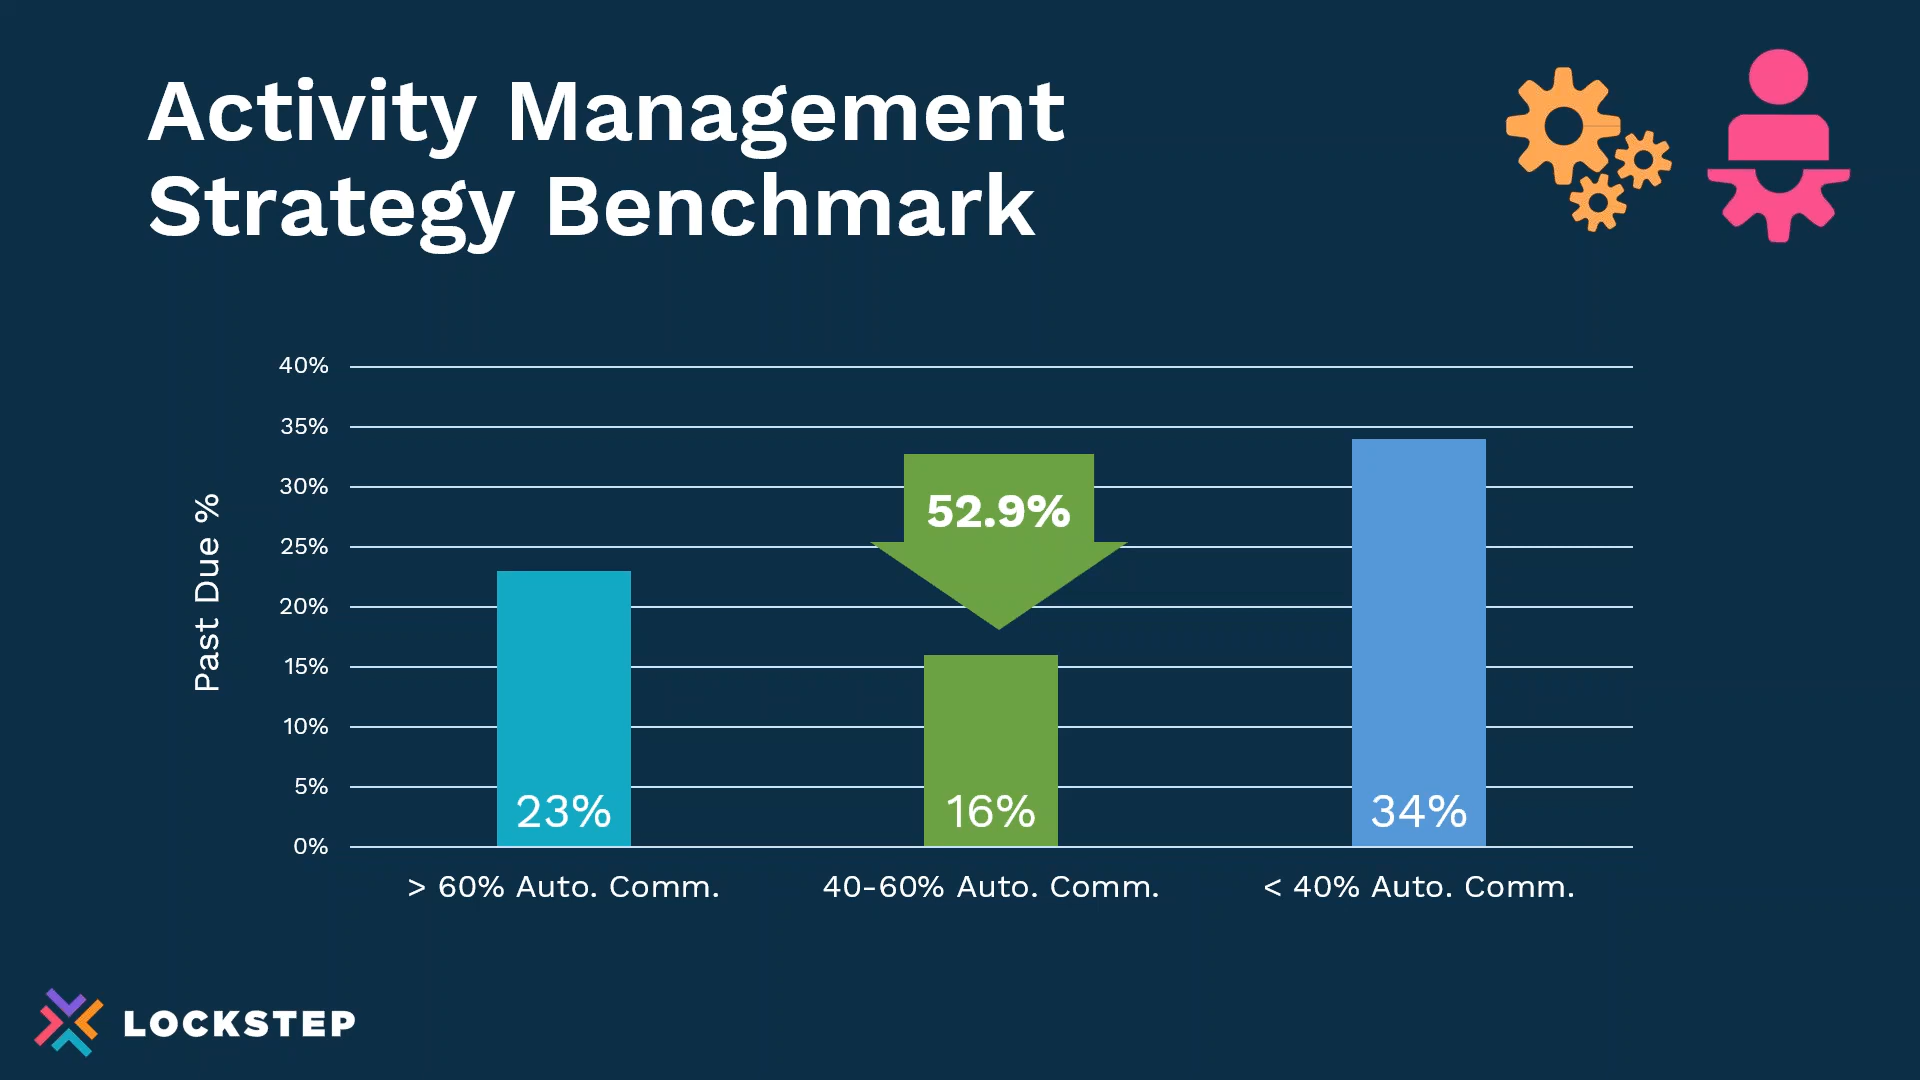 Activity Management
Strategy Benchmark
Past Due %
40%
35%
30%
25%
20%
15%
10%
5%
0%
52.9%
23%
16%
34%
> 60% Auto. Comm.
40-60% Auto. Comm.
< 40% Auto. Comm.
LOCKSTEP